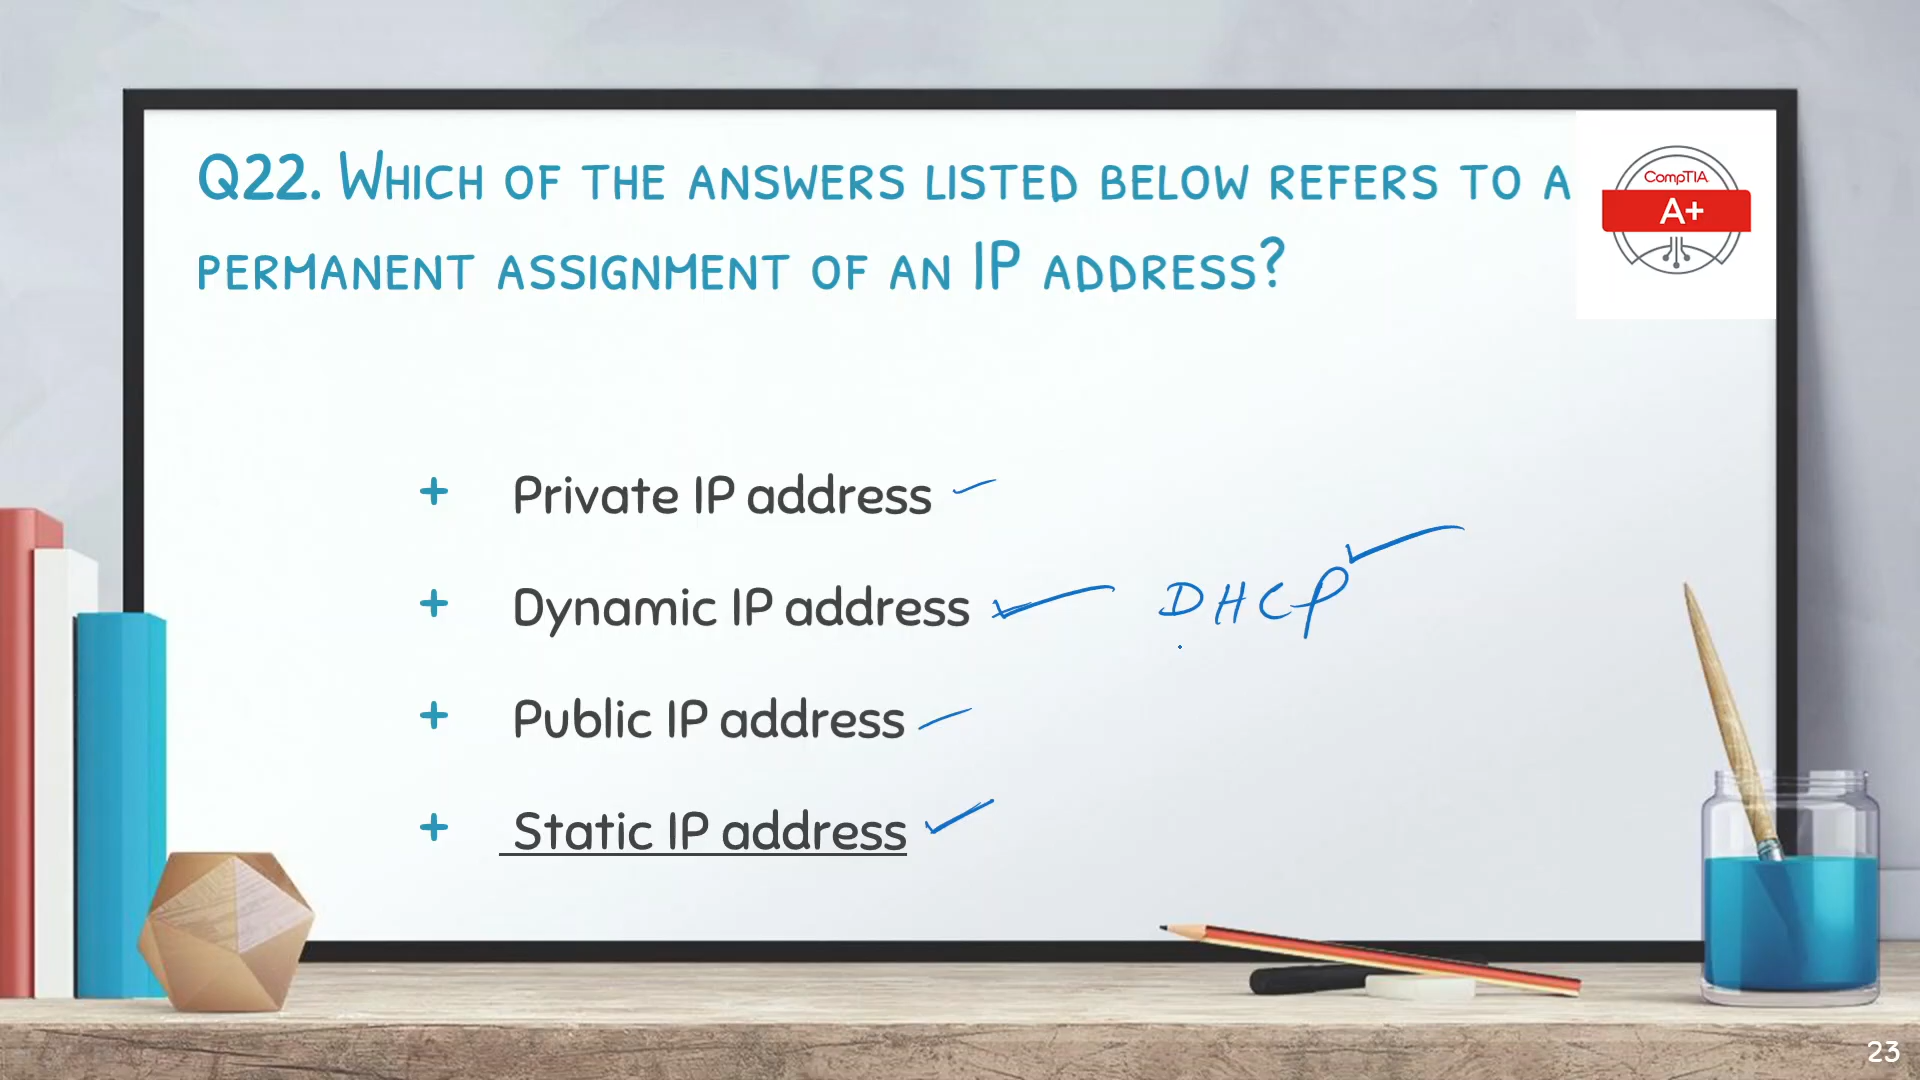 Q22. Which of the answers listed below refers to a
permanent assignment of an IP address?
CompTIA
A+
+ Private IP address
+ Dynamic IP address DHCP
+ Public IP address
+ Static IP address
23